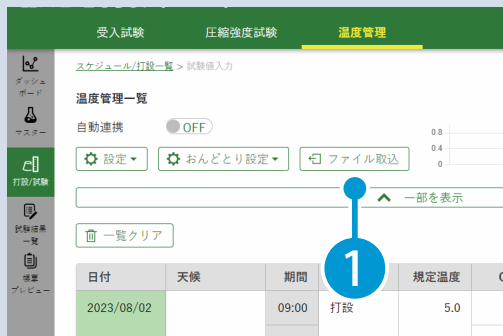 受入試験 圧縮強度試験 温度管理
ダッシュ
ボード
マスター
打設/試験
試験結果
一覧
帳票
プレビュー
スケジュール/打設一覧 > 試験値入力
温度管理一覧
自動連携 OFF
設定 おんどとり設定 ファイル取込
0.8
0.4
0
一部を表示
一覧クリア
1
日付 天候 期間 規定温度
2023/08/02 09:00 打設 5.0